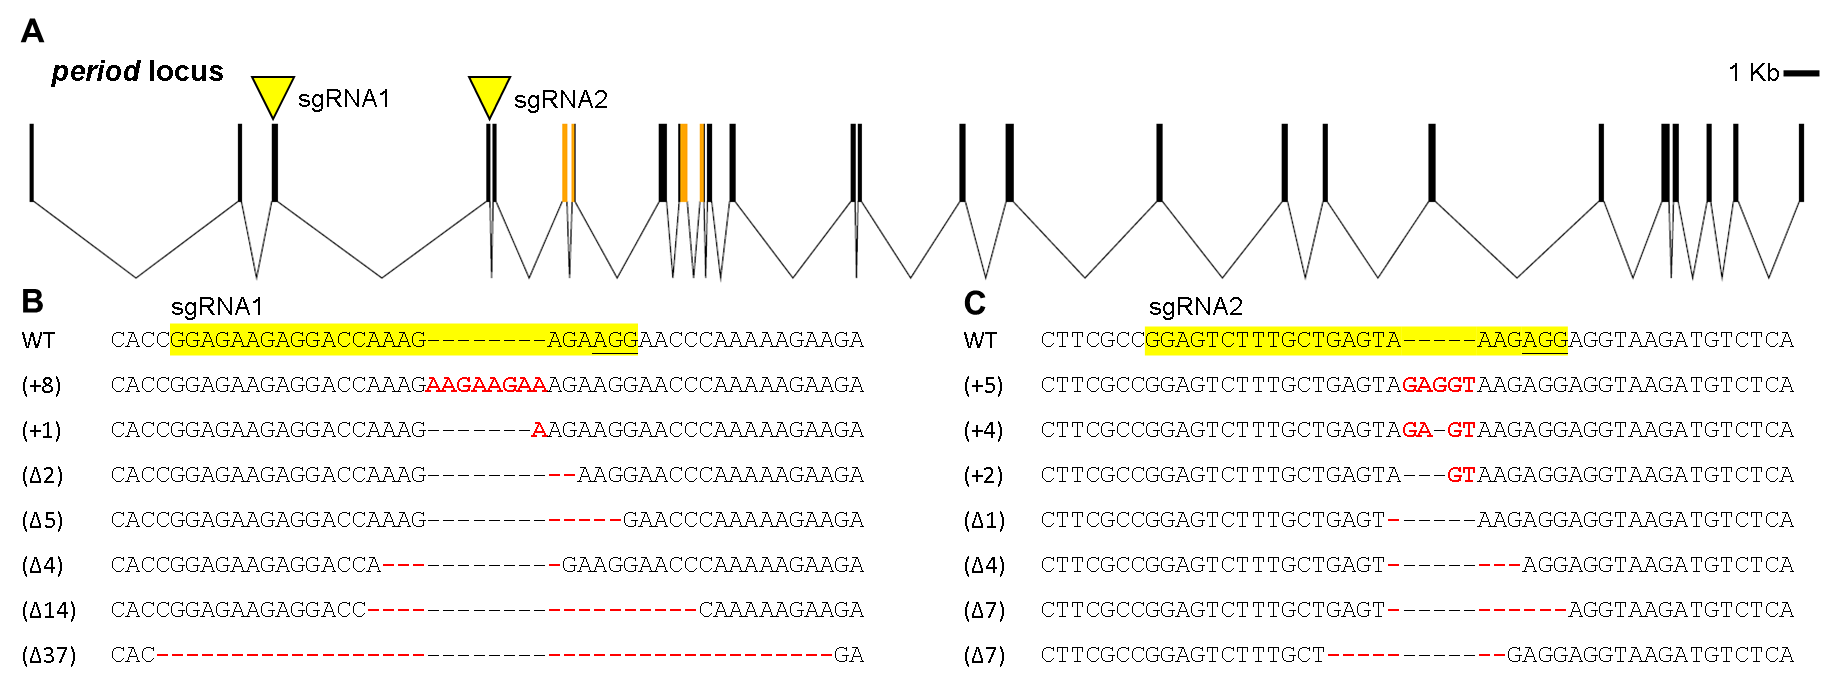 A
period locus
sgRNA1
sgRNA2
1 Kb
B
sgRNA1
WT CACCGGAGAAGAGGACCAAAG--------AGAAGGAACCCAAAAAGAAGA
(+8) CACCGGAGAAGAGGACCAAAGAAGAAGAAAGAAGGAACCCAAAAAGAAGA
(+1) CACCGGAGAAGAGGACCAAAG-------AAGAAGGAACCCAAAAAGAAGA
(Δ2) CACCGGAGAAGAGGACCAAAG----------AAGGAACCCAAAAAGAAGA
(Δ5) CACCGGAGAAGAGGACCAAAG-------------GAACCCAAAAAGAAGA
(Δ4) CACCGGAGAAGAGGACCA------------GAAGGAACCCAAAAAGAAGA
(Δ14) CACCGGAGAAGAGGACC----------------------CAAAAAGAAGA
(Δ37) CAC---------------------------------------------GA
C
sgRNA2
WT CTTCGCCGGAGTCTTTGCTGAGTA-----AAGAGGAGGTAAGATGTCTCA
(+5) CTTCGCCGGAGTCTTTGCTGAGTAGAGGTAAGAGGAGGTAAGATGTCTCA
(+4) CTTCGCCGGAGTCTTTGCTGAGTAGA-GTAAGAGGAGGTAAGATGTCTCA
(+2) CTTCGCCGGAGTCTTTGCTGAGTA---GTAAGAGGAGGTAAGATGTCTCA
(Δ1) CTTCGCCGGAGTCTTTGCTGAGT------AAGAGGAGGTAAGATGTCTCA
(Δ4) CTTCGCCGGAGTCTTTGCTGAGT---------AGGAGGTAAGATGTCTCA
(Δ7) CTTCGCCGGAGTCTTTGCTGAGT------------AGGTAAGATGTCTCA
(Δ7) CTTCGCCGGAGTCTTTGCT------------GAGGAGGTAAGATGTCTCA